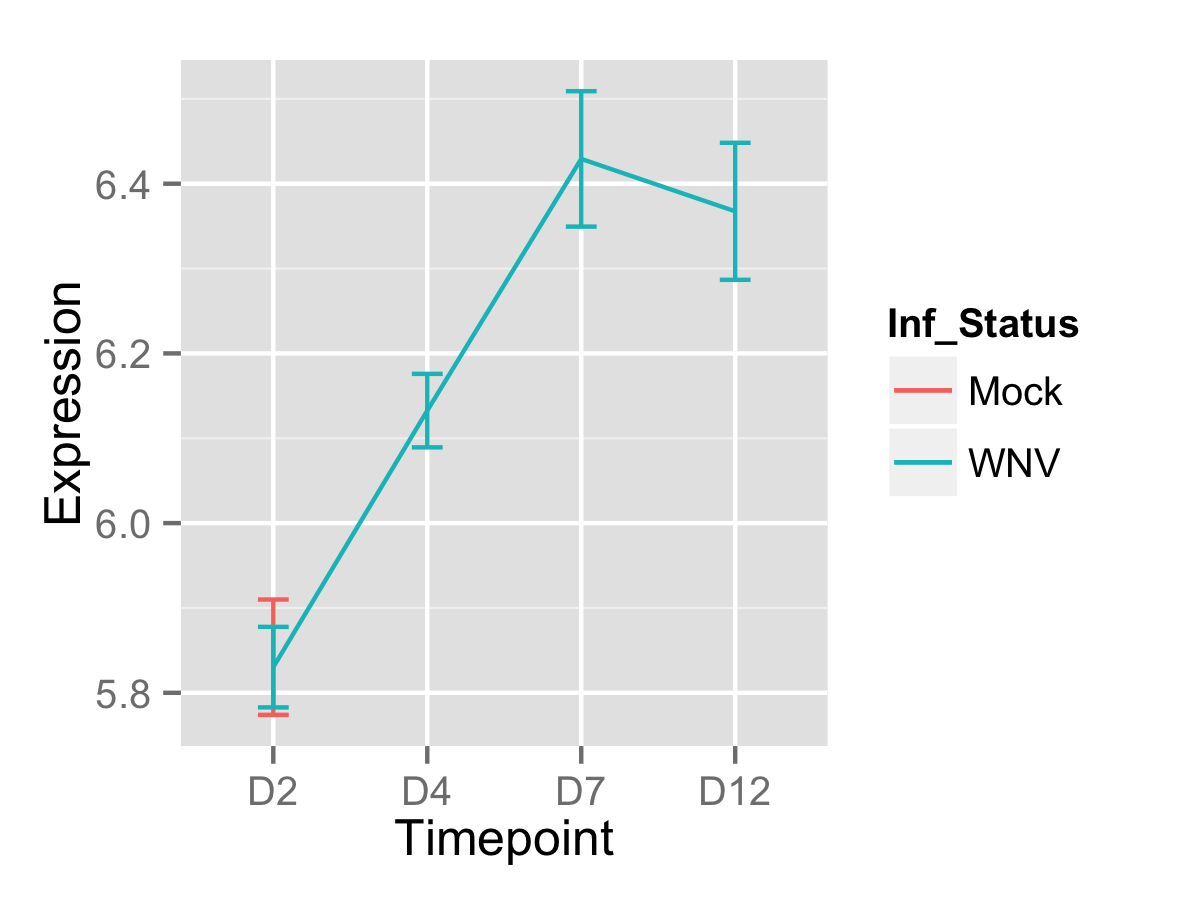 Expression
6.4
6.2
6.0
5.8
D2 D4 D7 D12
Timepoint
Inf_Status
Mock
WNV